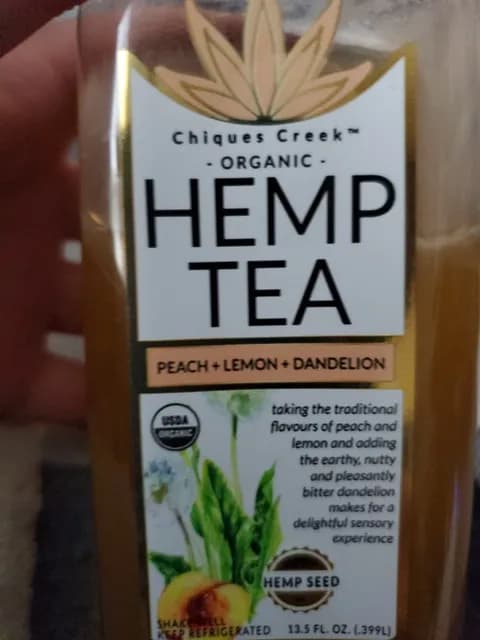 Chiques Creek™
- ORGANIC -
HEMP
TEA
PEACH + LEMON + DANDELION
USDA
ORGANIC
taking the traditional
flavours of peach and
lemon and adding
the earthy, nutty
and pleasantly
bitter dandelion
makes for a
delightful sensory
experience
HEMP SEED
SHAKE WELL
KEEP REFRIGERATED
13.5 FL. OZ. (.399L)